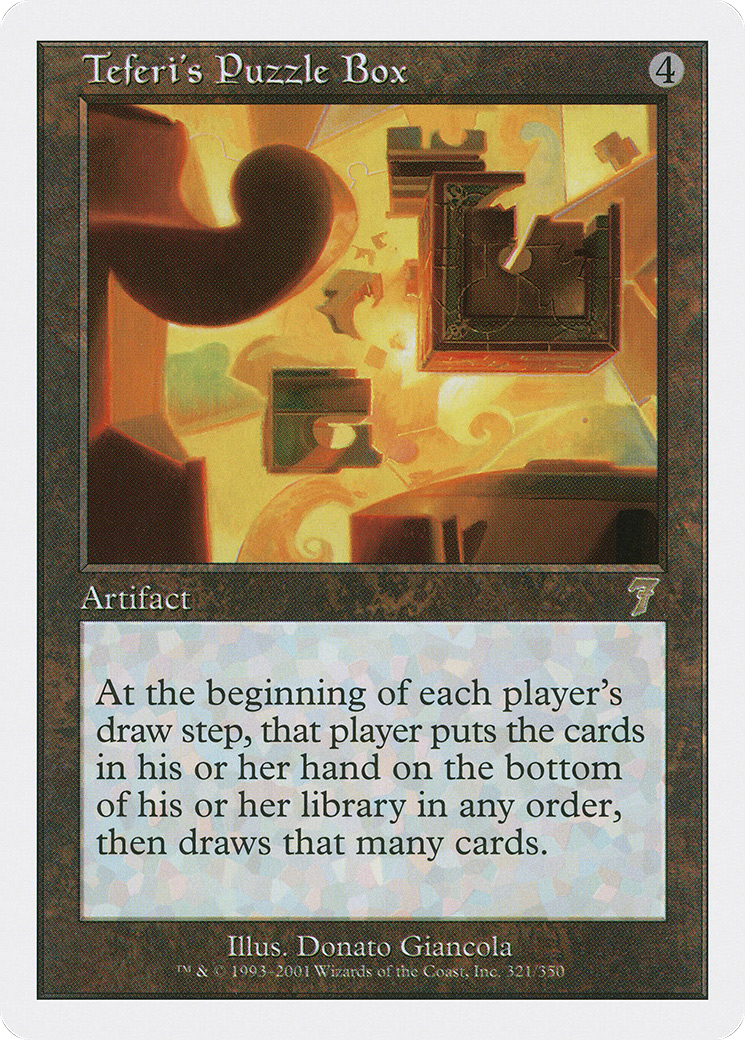 Teferi's Puzzle Box 4
Artifact 7
At the beginning of each player's
draw step, that player puts the cards
in his or her hand on the bottom
of his or her library in any order,
then draws that many cards.
Illus. Donato Giancola
™ & © 1993-2001 Wizards of the Coast, Inc. 321/350